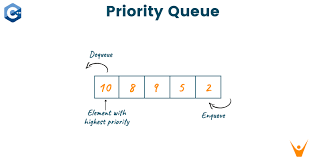 C++
Priority Queue
Dequeue
10 8 9 5 2
Element with
highest priority
Enqueue